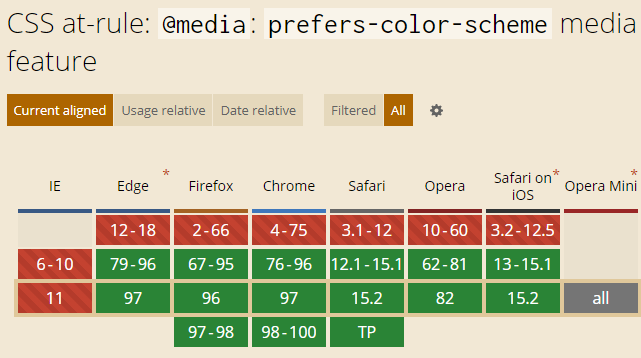 CSS at-rule: @media: prefers-color-scheme media
feature
Current aligned Usage relative Date relative Filtered All
IE Edge * Firefox Chrome Safari Opera Safari on iOS * Opera Mini *
12-18 2-66 4-75 3.1-12 10-60 3.2-12.5
6-10 79-96 67-95 76-96 12.1-15.1 62-81 13-15.1
11 97 96 97 15.2 82 15.2 all
97-98 98-100 TP